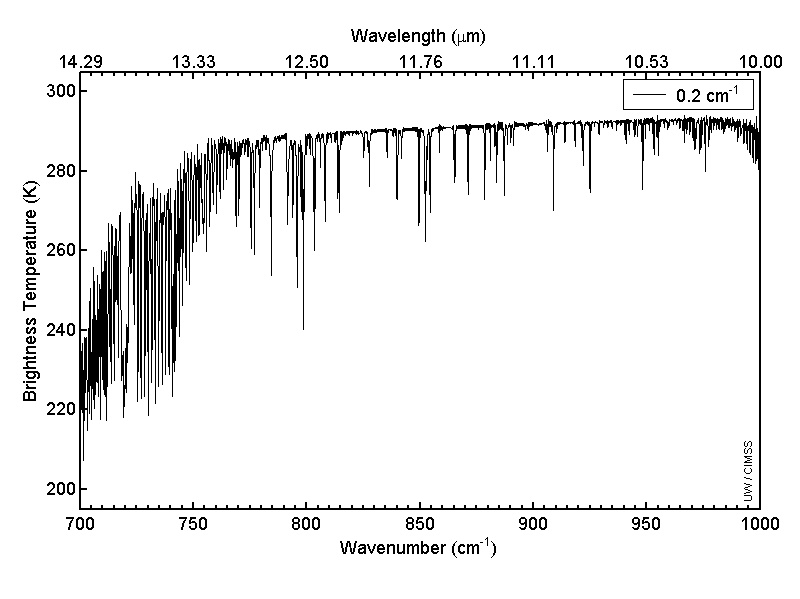 Wavelength (μm)
14.29 13.33 12.50 11.76 11.11 10.53 10.00
0.2 cm⁻¹
300
280
260
240
220
200
Brightness Temperature (K)
UW / CIMSS
700 750 800 850 900 950 1000
Wavenumber (cm⁻¹)